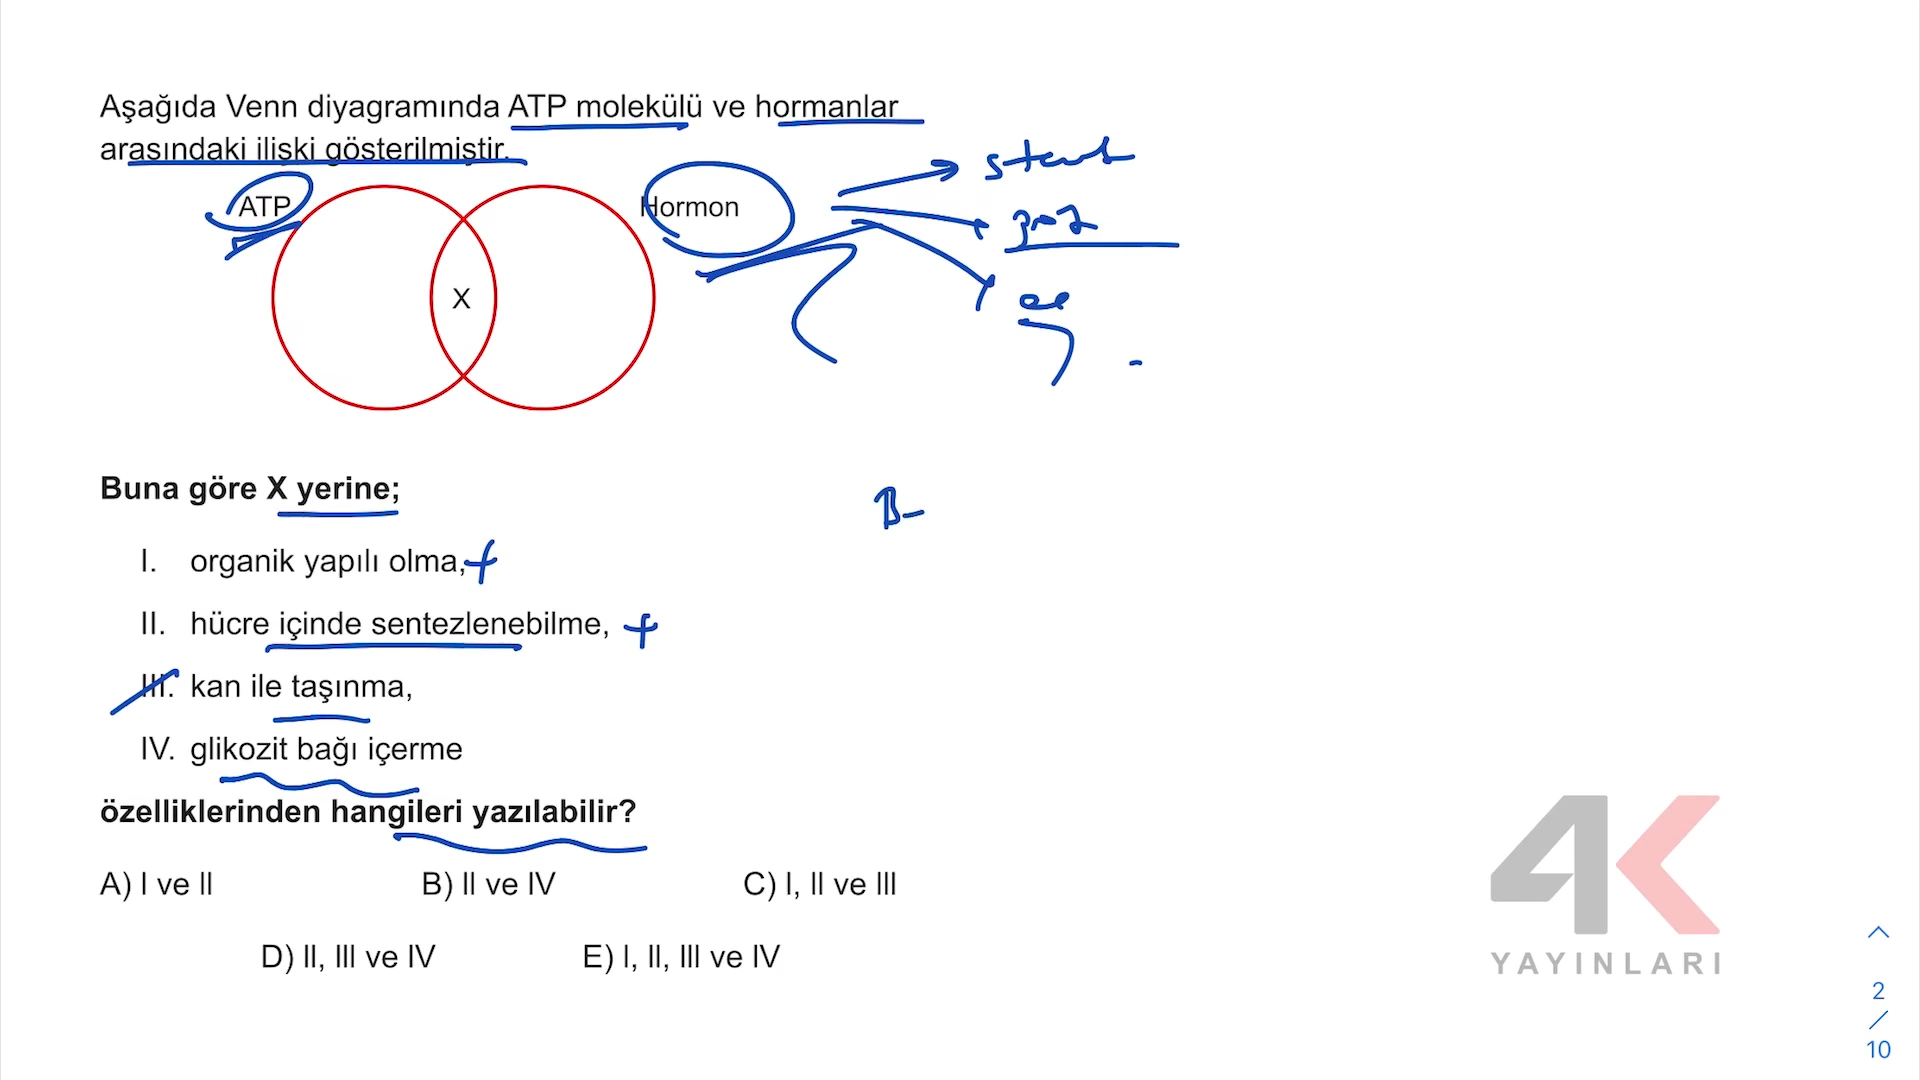 Aşağıda Venn diyagramında ATP molekülü ve hormanlar
arasındaki ilişki gösterilmiştir.
ATP
Hormon
X
Buna göre X yerine;
I. organik yapılı olma, +
II. hücre içinde sentezlenebilme, +
III. kan ile taşınma,
IV. glikozit bağı içerme
özelliklerinden hangileri yazılabilir?
A) I ve II
B) II ve IV
C) I, II ve III
D) II, III ve IV
E) I, II, III ve IV
4K
YAYINLARI
2
/
10